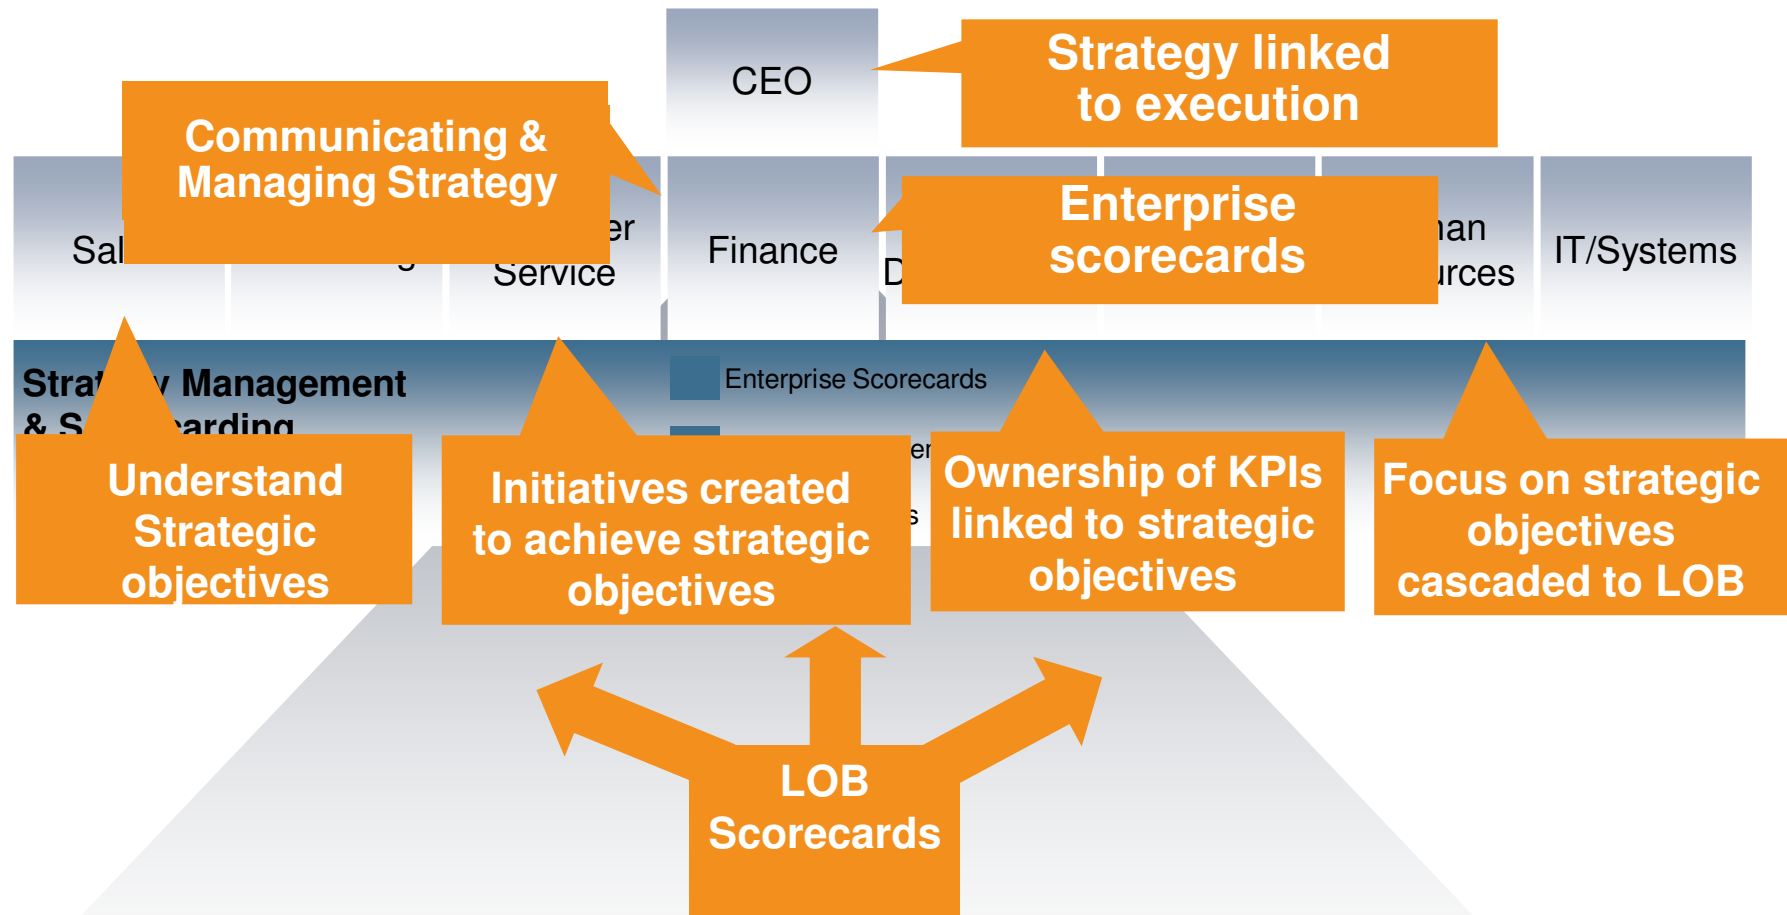 CEO
Strategy linked
to execution
Communicating &
Managing Strategy
Enterprise
scorecards
Service
Finance
IT/Systems
Management
Enterprise Scorecards
Understand
Strategic
objectives
Initiatives created
to achieve strategic
objectives
Ownership of KPIs
linked to strategic
objectives
Focus on strategic
objectives
cascaded to LOB
LOB
Scorecards